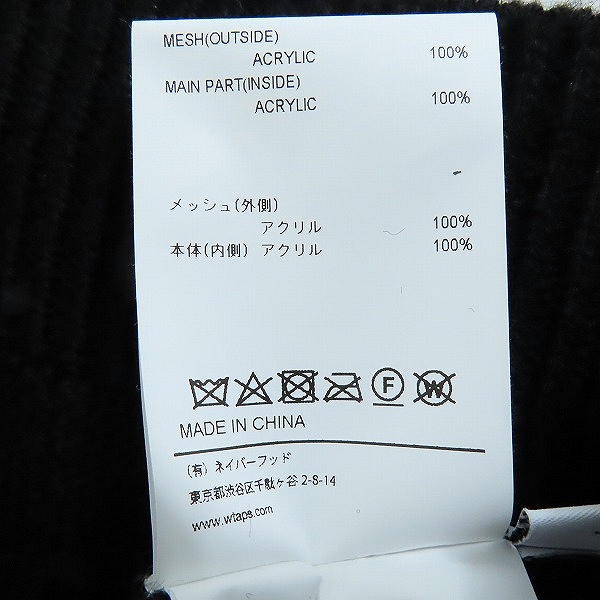 MESH(OUTSIDE)
ACRYLIC 100%
MAIN PART(INSIDE)
ACRYLIC 100%
メッシュ(外側)
アクリル 100%
本体(内側) アクリル 100%
F W
MADE IN CHINA
(有) ネイバーフッド
東京都渋谷区千駄ヶ谷 2-8-14
www.wtaps.com